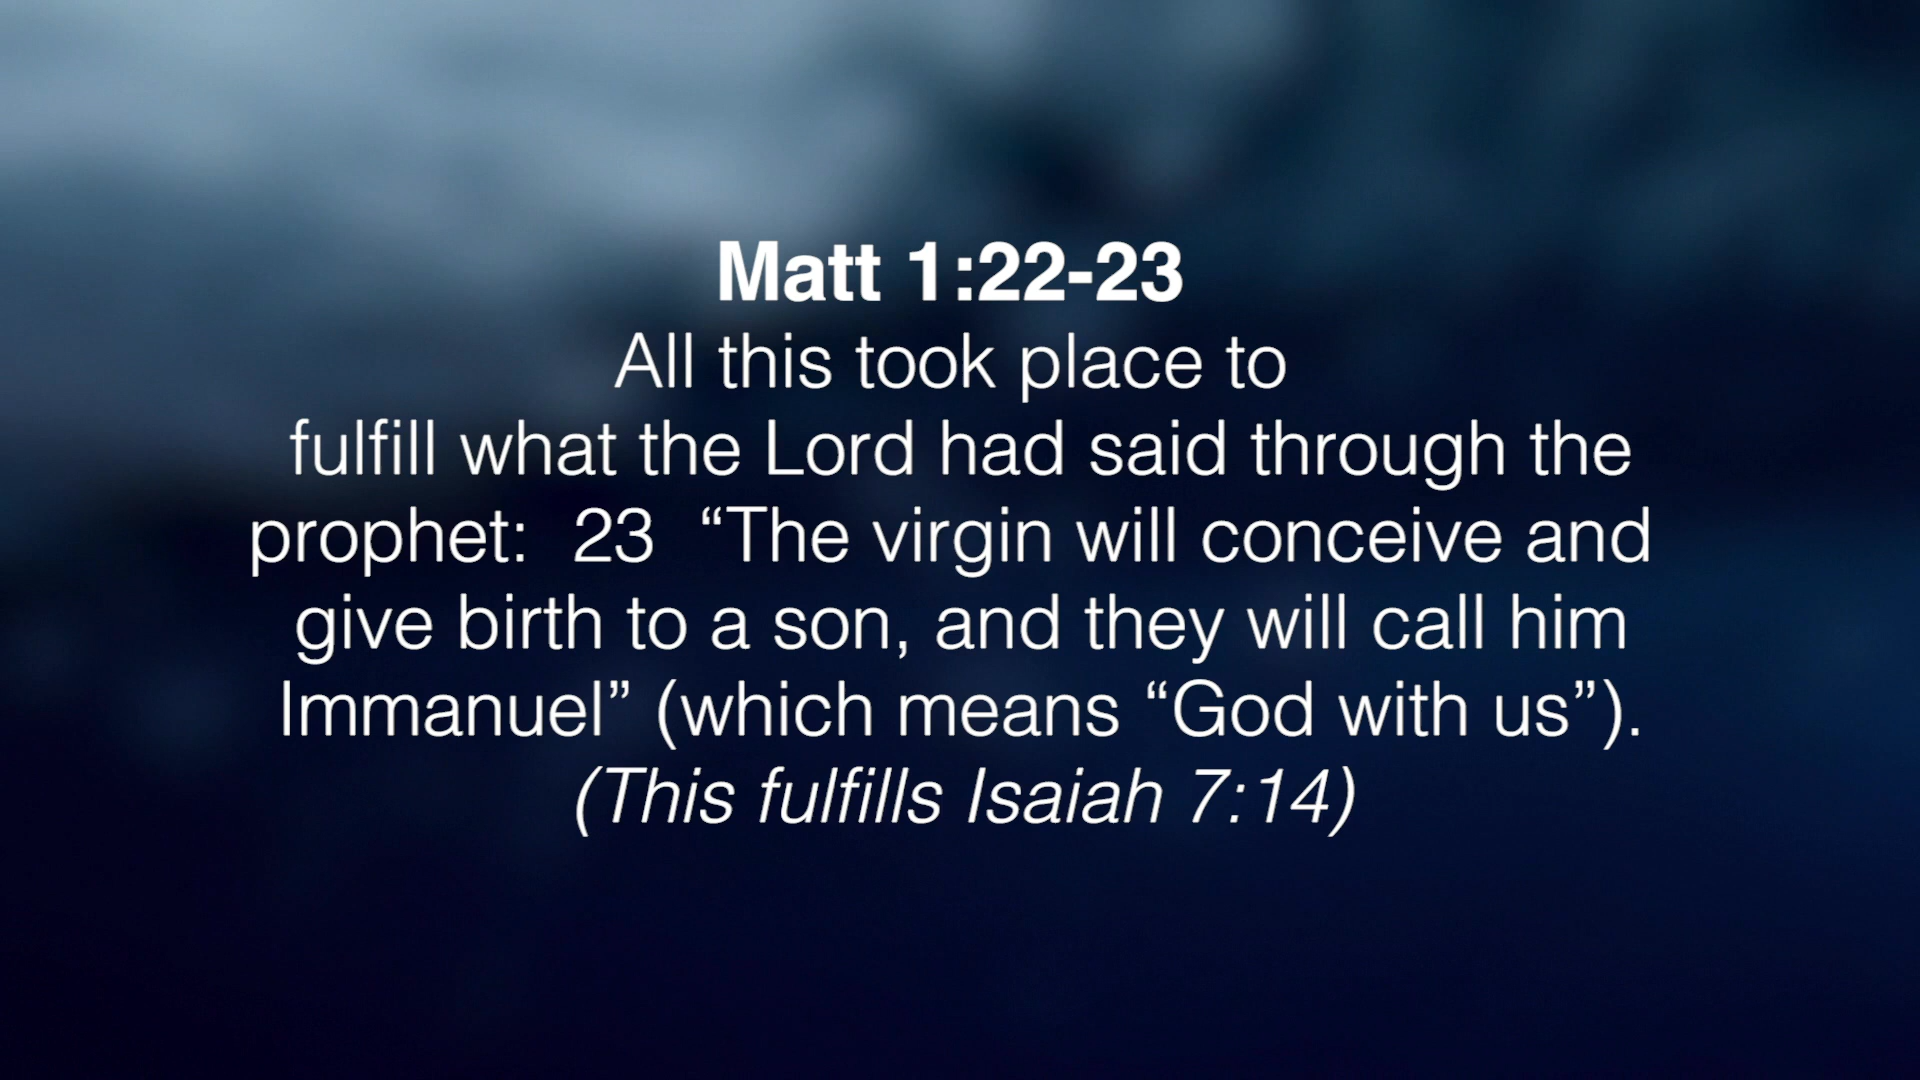 Matt 1:22-23
All this took place to
fulfill what the Lord had said through the
prophet:  23  “The virgin will conceive and
give birth to a son, and they will call him
Immanuel” (which means “God with us”).
(This fulfills Isaiah 7:14)